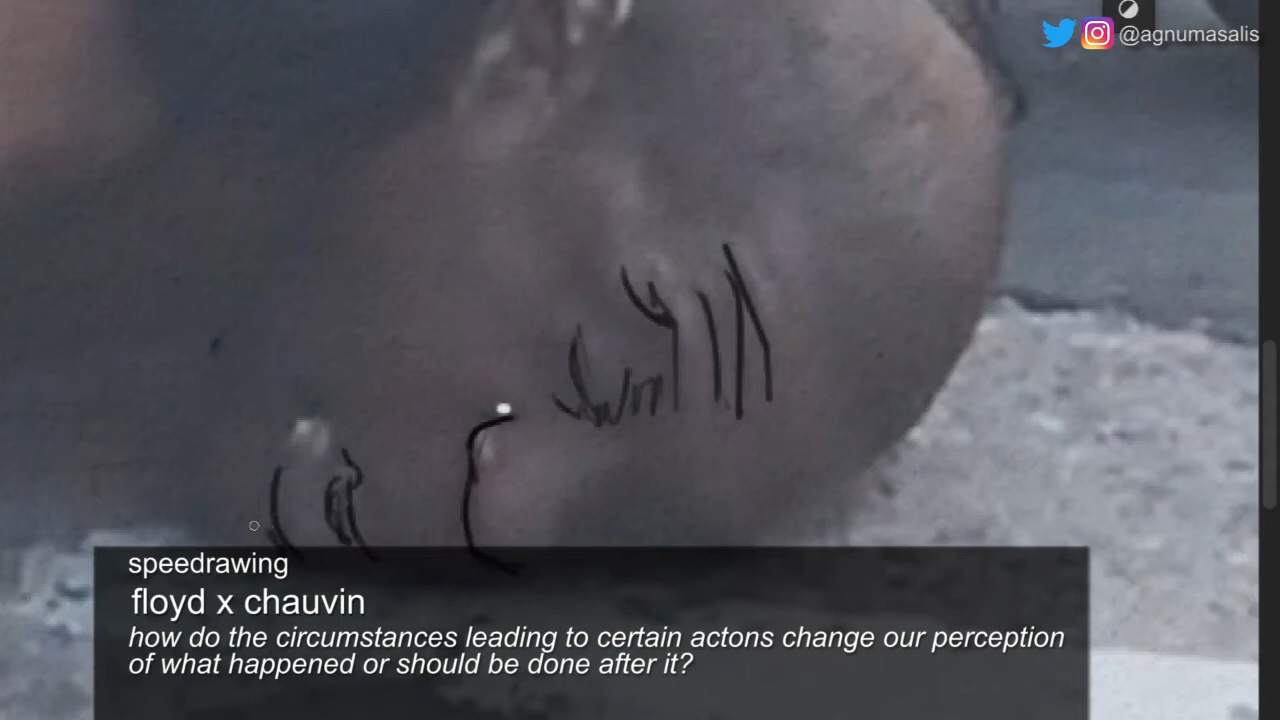 @agnumasalis
speedrawing
floyd x chauvin
how do the circumstances leading to certain actons change our perception
of what happened or should be done after it?